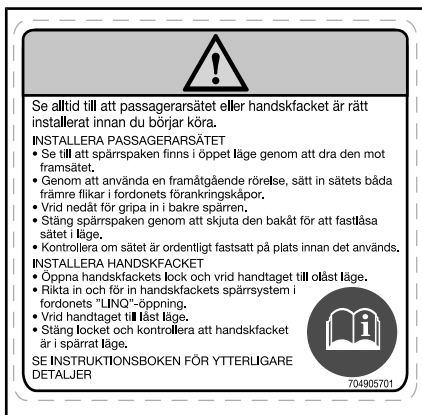 Se alltid till att passagerarsätet eller handskfacket är rätt
installerat innan du börjar köra.
INSTALLERA PASSAGERARSÄTET
• Se till att spärrspaken finns i öppet läge genom att dra den mot
framsätet.
• Genom att använda en framåtgående rörelse, sätt in sätets båda
främre flikar i fordonets förankringskåpor.
• Vrid nedåt för gripa in i bakre spärren.
• Stäng spärrspaken genom att skjuta den bakåt för att fastlåsa
sätet i läge.
• Kontrollera om sätet är ordentligt fastsatt på plats innan det används.
INSTALLERA HANDSKFACKET
• Öppna handskfackets lock och vrid handtaget till olåst läge.
• Rikta in och för in handskfackets spärrsystem i
fordonets "LINQ"-öppning.
• Vrid handtaget till låst läge.
• Stäng locket och kontrollera att handskfacket
är i spärrat läge.
SE INSTRUKTIONSBOKEN FÖR YTTERLIGARE
DETALJER
704905701